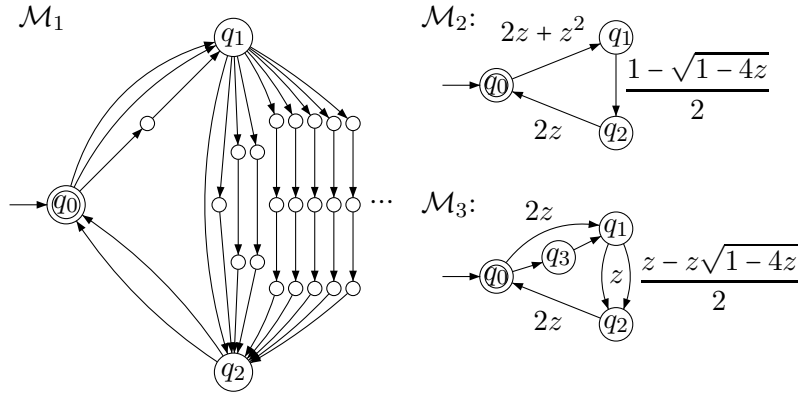 M₁
q₁
q₀
q₂
...
M₂:
2z + z²
q₁
q₀
1 − √1 − 4z
2
2z
q₂
M₃:
2z
q₁
q₃
q₀
z
z − z√1 − 4z
2
2z
q₂